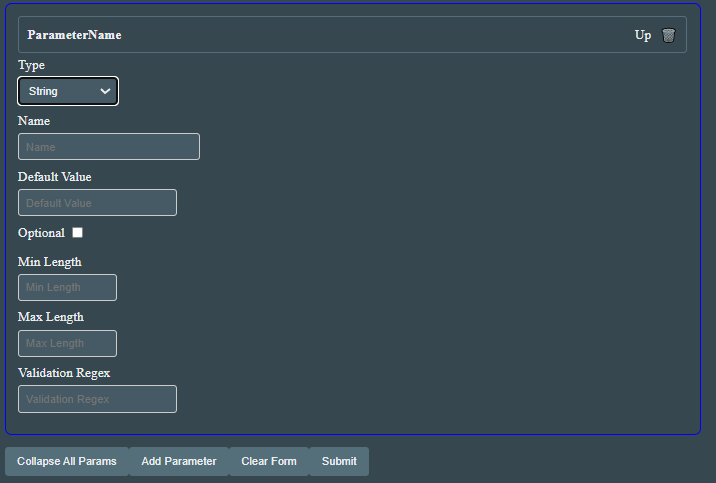 ParameterName Up
Type
String
Name
Name
Default Value
Default Value
Optional
Min Length
Min Length
Max Length
Max Length
Validation Regex
Validation Regex
Collapse All Params Add Parameter Clear Form Submit